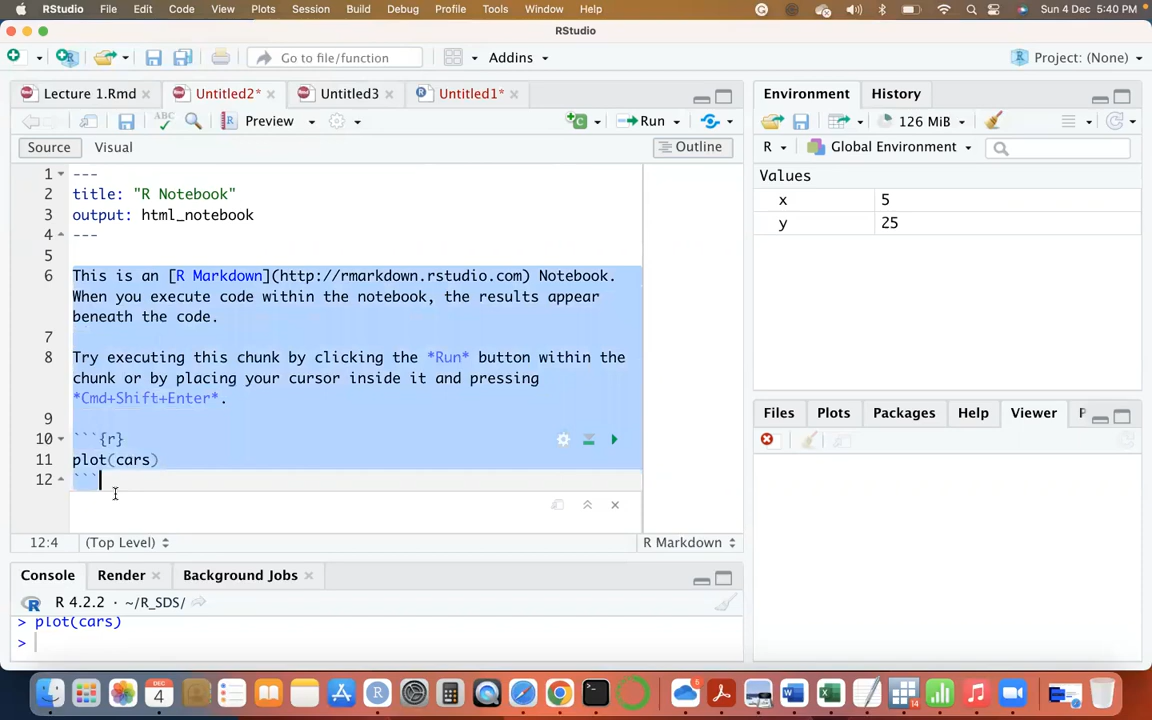 RStudio File Edit Code View Plots Session Build Debug Profile Tools Window Help Sun 4 Dec 5:40 PM
RStudio
Go to file/function Addins Project: (None)
Lecture 1.Rmd Untitled2* Untitled3 Untitled1*
ABC Preview Run
Source Visual Outline
1 ---
2 title: "R Notebook"
3 output: html_notebook
4 ---
5
6 This is an [R Markdown](http://rmarkdown.rstudio.com) Notebook.
When you execute code within the notebook, the results appear
beneath the code.
7
8 Try executing this chunk by clicking the *Run* button within the
chunk or by placing your cursor inside it and pressing
*Cmd+Shift+Enter*.
9
10 ```{r}
11 plot(cars)
12 ```
12:4 (Top Level) R Markdown
Console Render Background Jobs
R 4.2.2 · ~/R_SDS/
> plot(cars)
>
Environment History
126 MiB
R Global Environment
Values
x 5
y 25
Files Plots Packages Help Viewer P
DEC
4
6
14